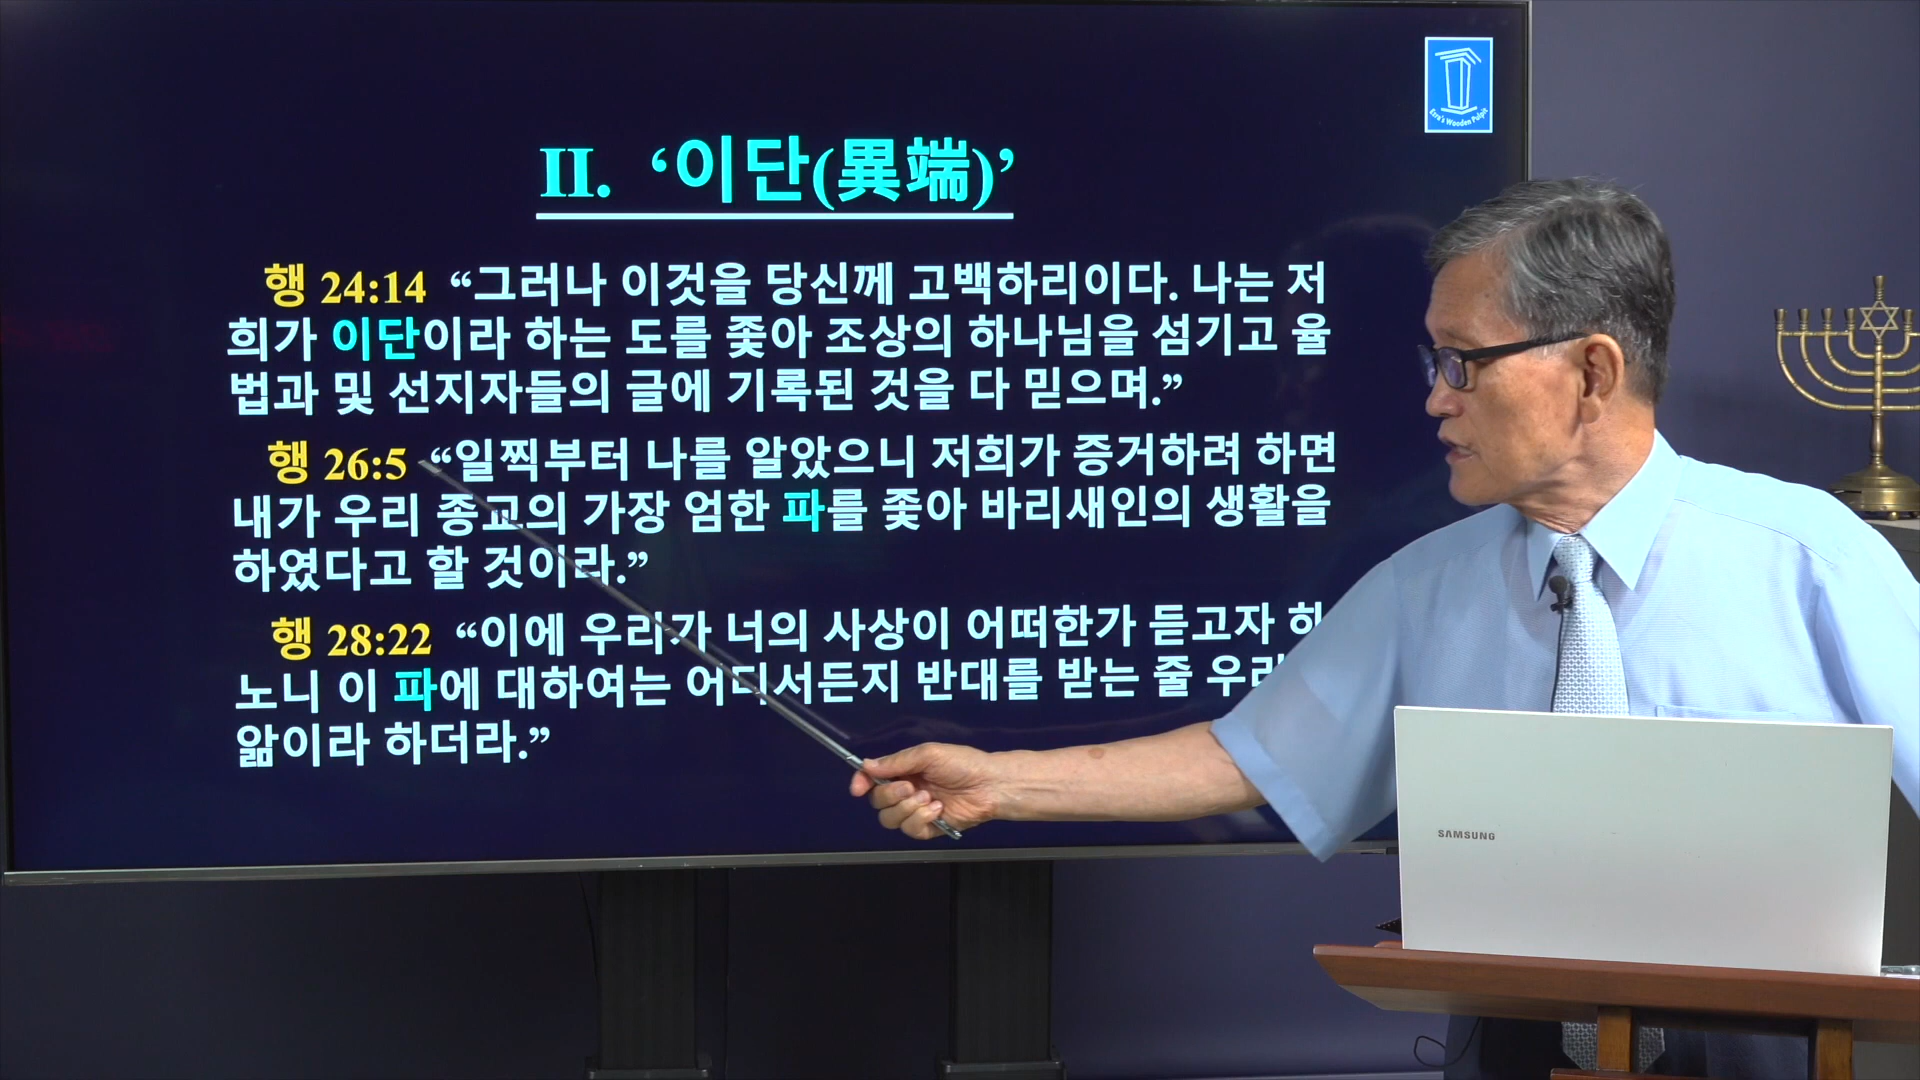 Ezra's Wooden Pulpit
II. ‘이단(異端)’
행 24:14 “그러나 이것을 당신께 고백하리이다. 나는 저
희가 이단이라 하는 도를 좇아 조상의 하나님을 섬기고 율
법과 및 선지자들의 글에 기록된 것을 다 믿으며.”
행 26:5 “일찍부터 나를 알았으니 저희가 증거하려 하면
내가 우리 종교의 가장 엄한 파를 좇아 바리새인의 생활을
하였다고 할 것이라.”
행 28:22 “이에 우리가 너의 사상이 어떠한가 듣고자 하
노니 이 파에 대하여는 어디서든지 반대를 받는 줄 우리
앎이라 하더라.”
SAMSUNG